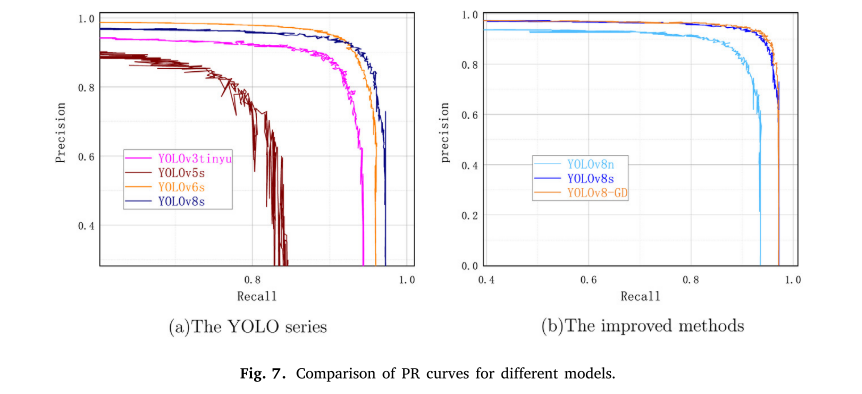 1.0
0.8
0.6
0.4
Precision
YOLOv3tinyu
YOLOv5s
YOLOv6s
YOLOv8s
0.8
1.0
Recall
(a)The YOLO series
1.0
0.8
0.6
0.4
0.2
0.0
precision
YOLOv8n
YOLOv8s
YOLOv8-GD
0.4
0.6
0.8
1.0
Recall
(b)The improved methods
Fig. 7. Comparison of PR curves for different models.